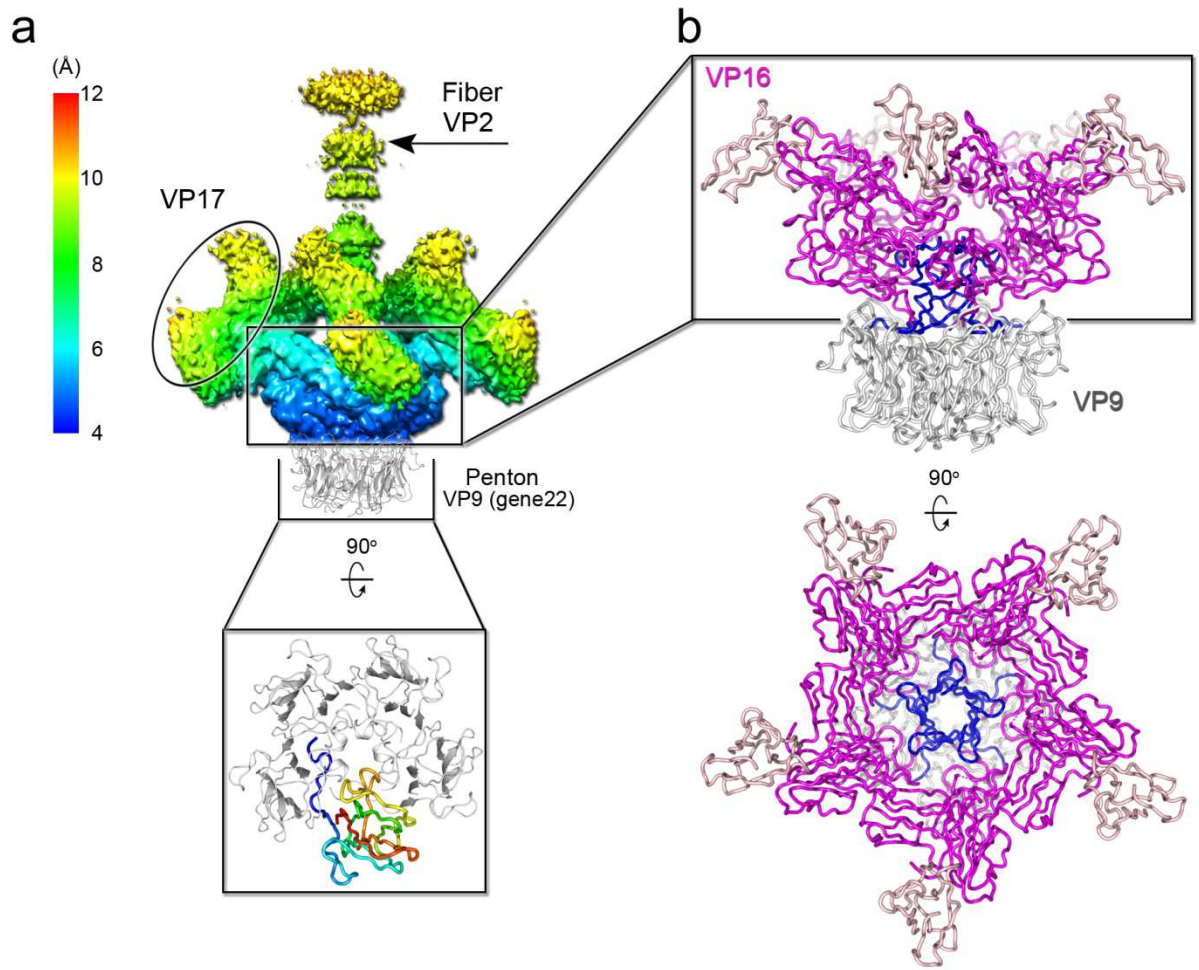 a
(Å)
12
10
8
6
4
VP17
Fiber
VP2
Penton
VP9 (gene22)
90°
b
VP16
VP9
90°